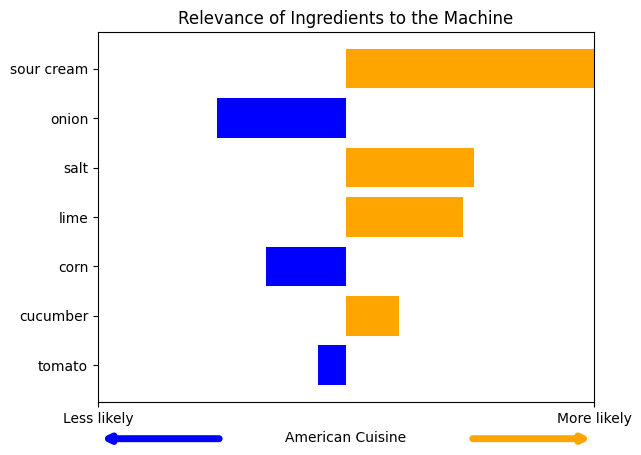 Relevance of Ingredients to the Machine
sour cream
onion
salt
lime
corn
cucumber
tomato
Less likely More likely
American Cuisine